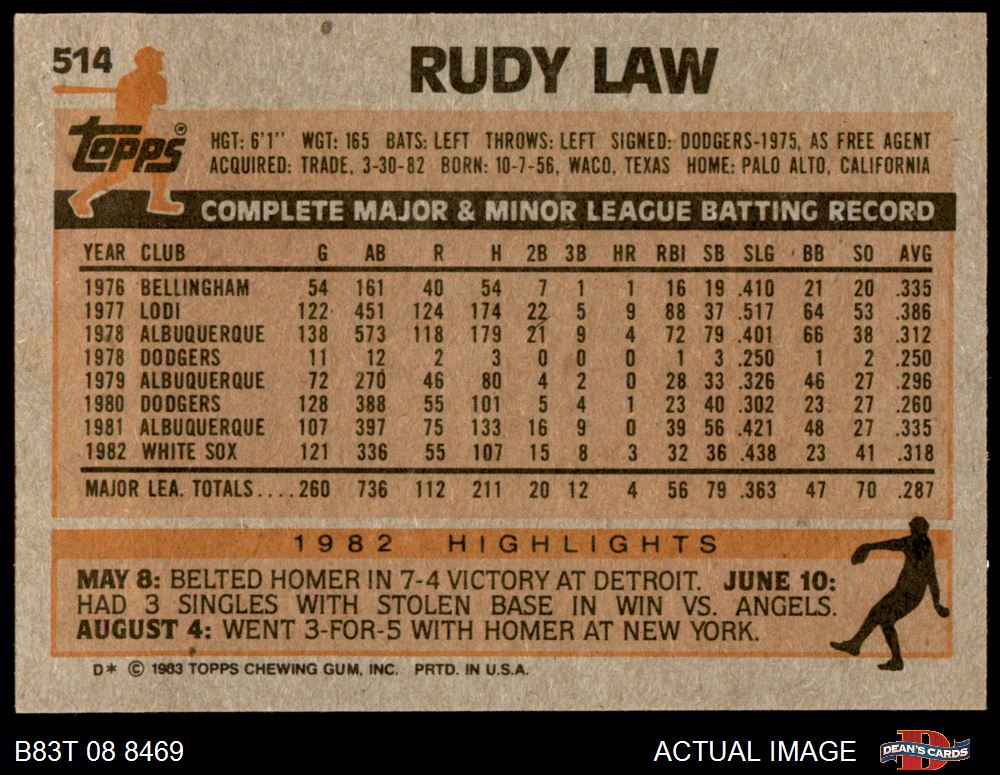 514
RUDY LAW
Topps®
HGT: 6'1" WGT: 165 BATS: LEFT THROWS: LEFT SIGNED: DODGERS-1975, AS FREE AGENT
ACQUIRED: TRADE, 3-30-82 BORN: 10-7-56, WACO, TEXAS HOME: PALO ALTO, CALIFORNIA
COMPLETE MAJOR & MINOR LEAGUE BATTING RECORD
YEAR CLUB G AB R H 2B 3B HR RBI SB SLG BB SO AVG
1976 BELLINGHAM 54 161 40 54 7 1 1 16 19 .410 21 20 .335
1977 LODI 122 451 124 174 22 5 9 88 37 .517 64 53 .386
1978 ALBUQUERQUE 138 573 118 179 21 9 4 72 79 .401 66 38 .312
1978 DODGERS 11 12 2 3 0 0 0 1 3 .250 1 2 .250
1979 ALBUQUERQUE 72 270 46 80 4 2 0 28 33 .326 46 27 .296
1980 DODGERS 128 388 55 101 5 4 1 23 40 .302 23 27 .260
1981 ALBUQUERQUE 107 397 75 133 16 9 0 39 56 .421 48 27 .335
1982 WHITE SOX 121 336 55 107 15 8 3 32 36 .438 23 41 .318
MAJOR LEA. TOTALS....260 736 112 211 20 12 4 56 79 .363 47 70 .287
1982 HIGHLIGHTS
MAY 8: BELTED HOMER IN 7-4 VICTORY AT DETROIT. JUNE 10:
HAD 3 SINGLES WITH STOLEN BASE IN WIN VS. ANGELS.
AUGUST 4: WENT 3-FOR-5 WITH HOMER AT NEW YORK.
D* © 1983 TOPPS CHEWING GUM, INC. PRTD. IN U.S.A.
B83T 08 8469
ACTUAL IMAGE
D
DEAN'S CARDS